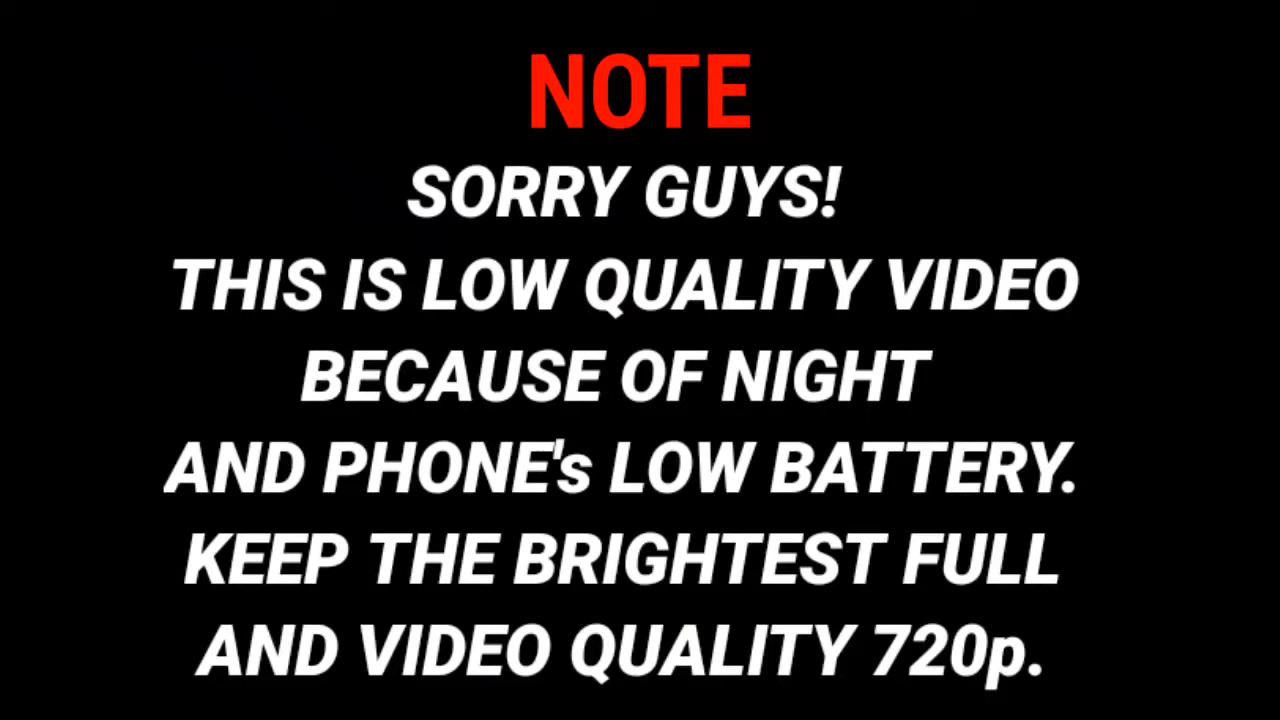 NOTE
SORRY GUYS!
THIS IS LOW QUALITY VIDEO
BECAUSE OF NIGHT
AND PHONE's LOW BATTERY.
KEEP THE BRIGHTEST FULL
AND VIDEO QUALITY 720p.